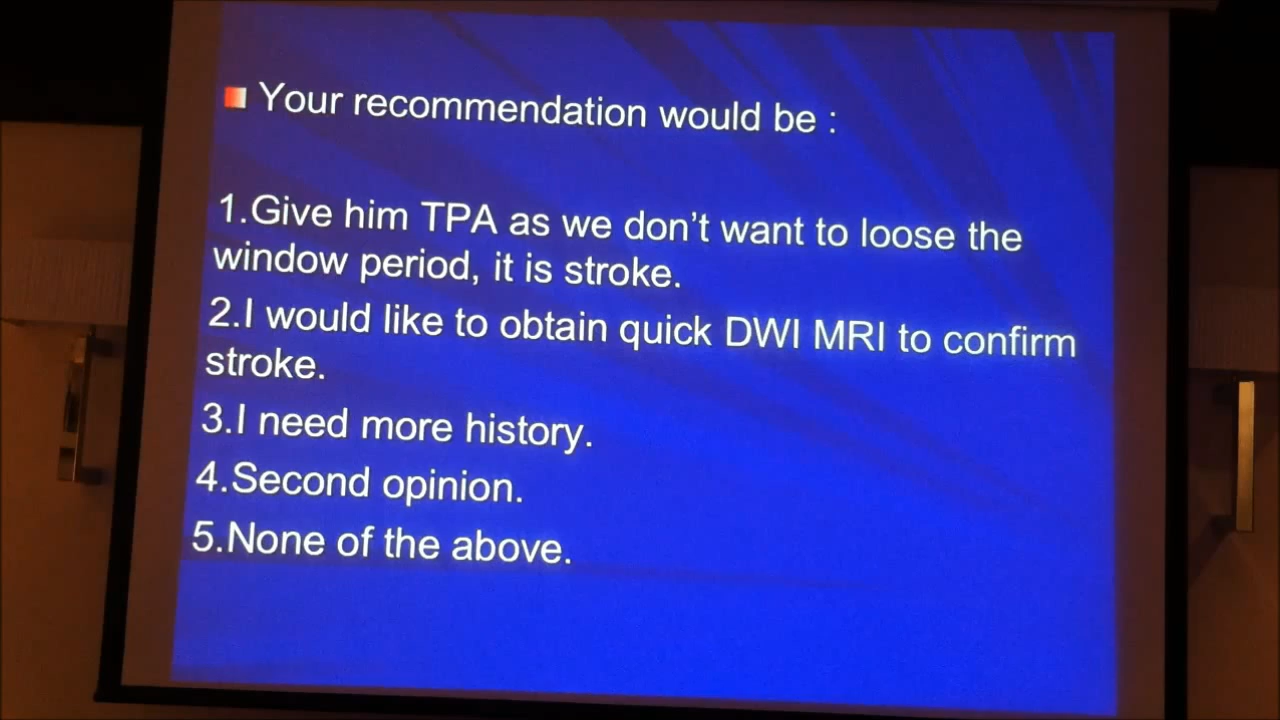 Your recommendation would be :
1.Give him TPA as we don't want to loose the
window period, it is stroke.
2.I would like to obtain quick DWI MRI to confirm
stroke.
3.I need more history.
4.Second opinion.
5.None of the above.